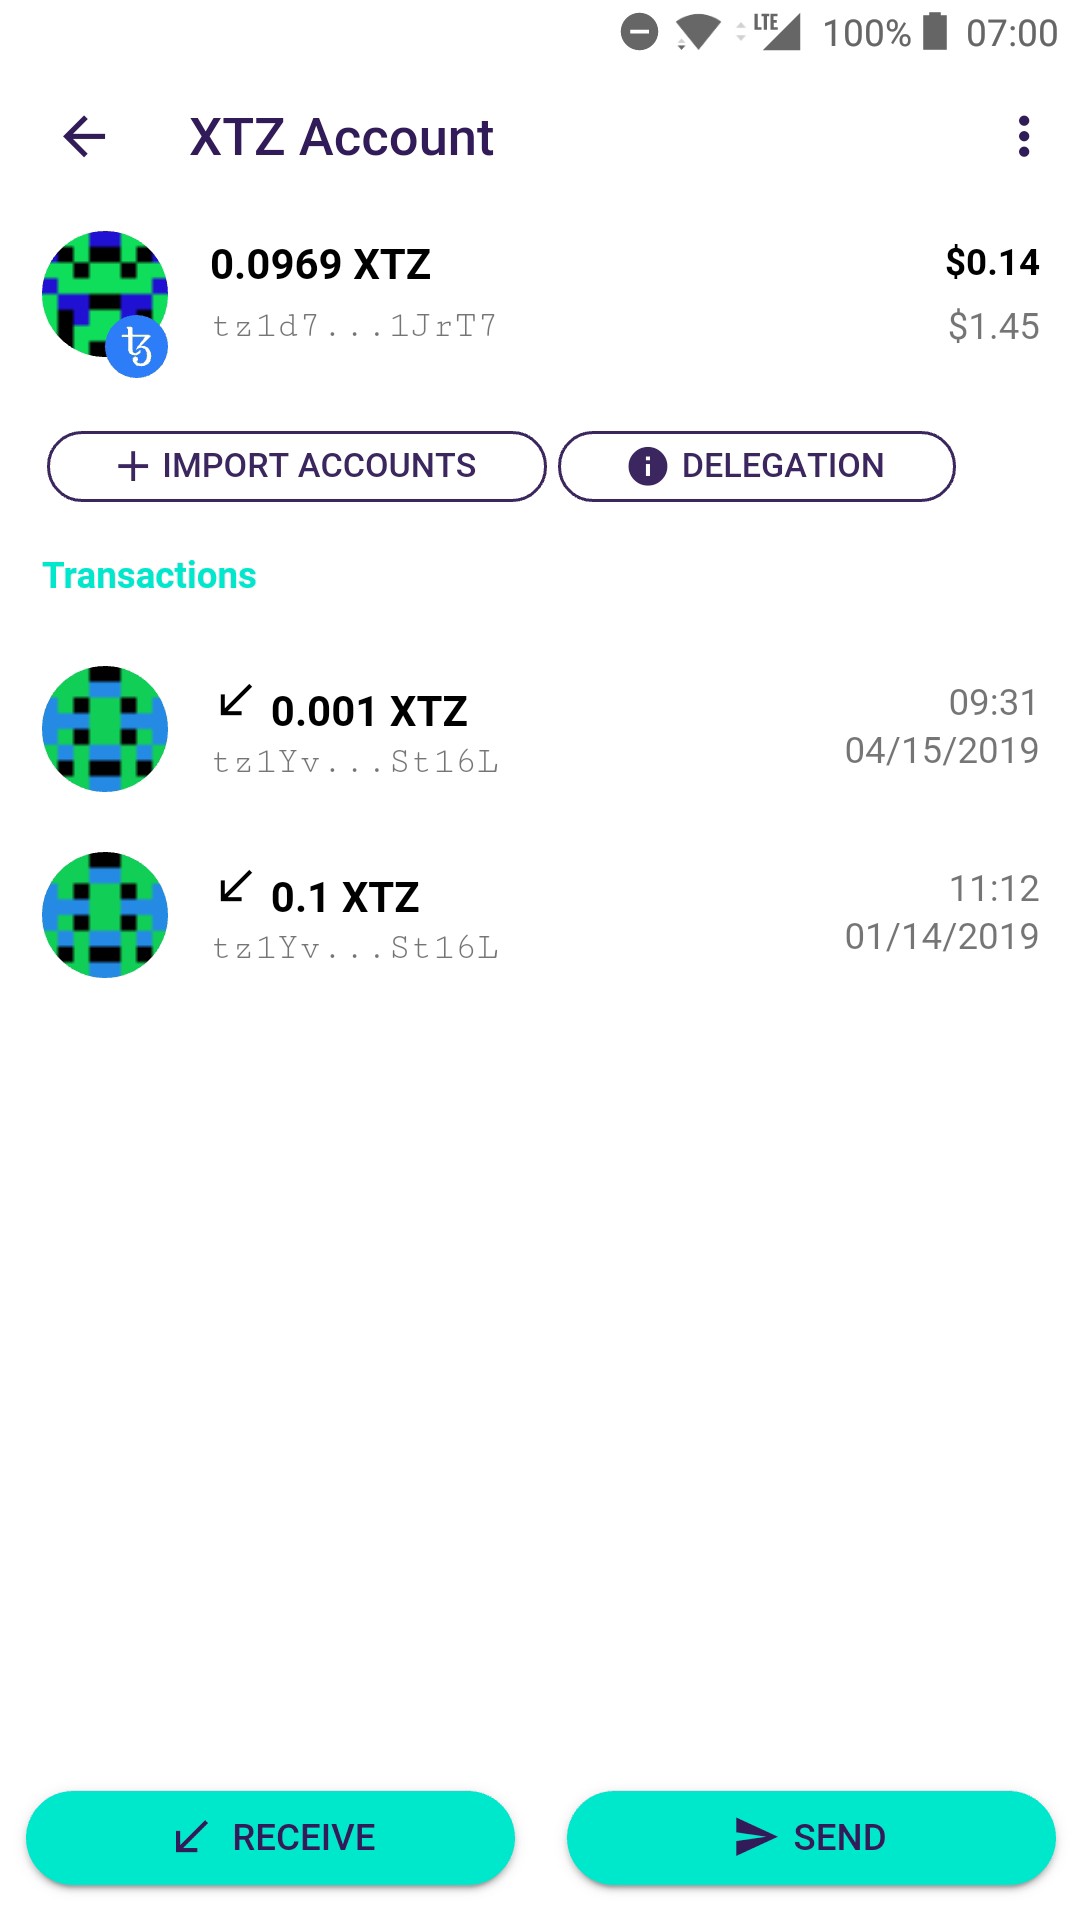 LTE 100% 07:00
XTZ Account
0.0969 XTZ $0.14
tz1d7...1JrT7 $1.45
IMPORT ACCOUNTS DELEGATION
Transactions
0.001 XTZ 09:31
tz1Yv...St16L 04/15/2019
0.1 XTZ 11:12
tz1Yv...St16L 01/14/2019
RECEIVE SEND